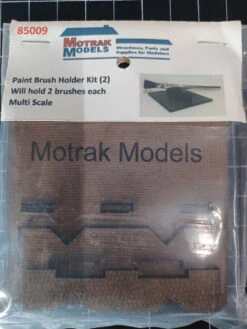 85009
MOTRAK
MODELS
Structures, Parts and
Supplies for Modelers
Paint Brush Holder Kit (2)
Will hold 2 brushes each
Multi Scale
Motrak Models